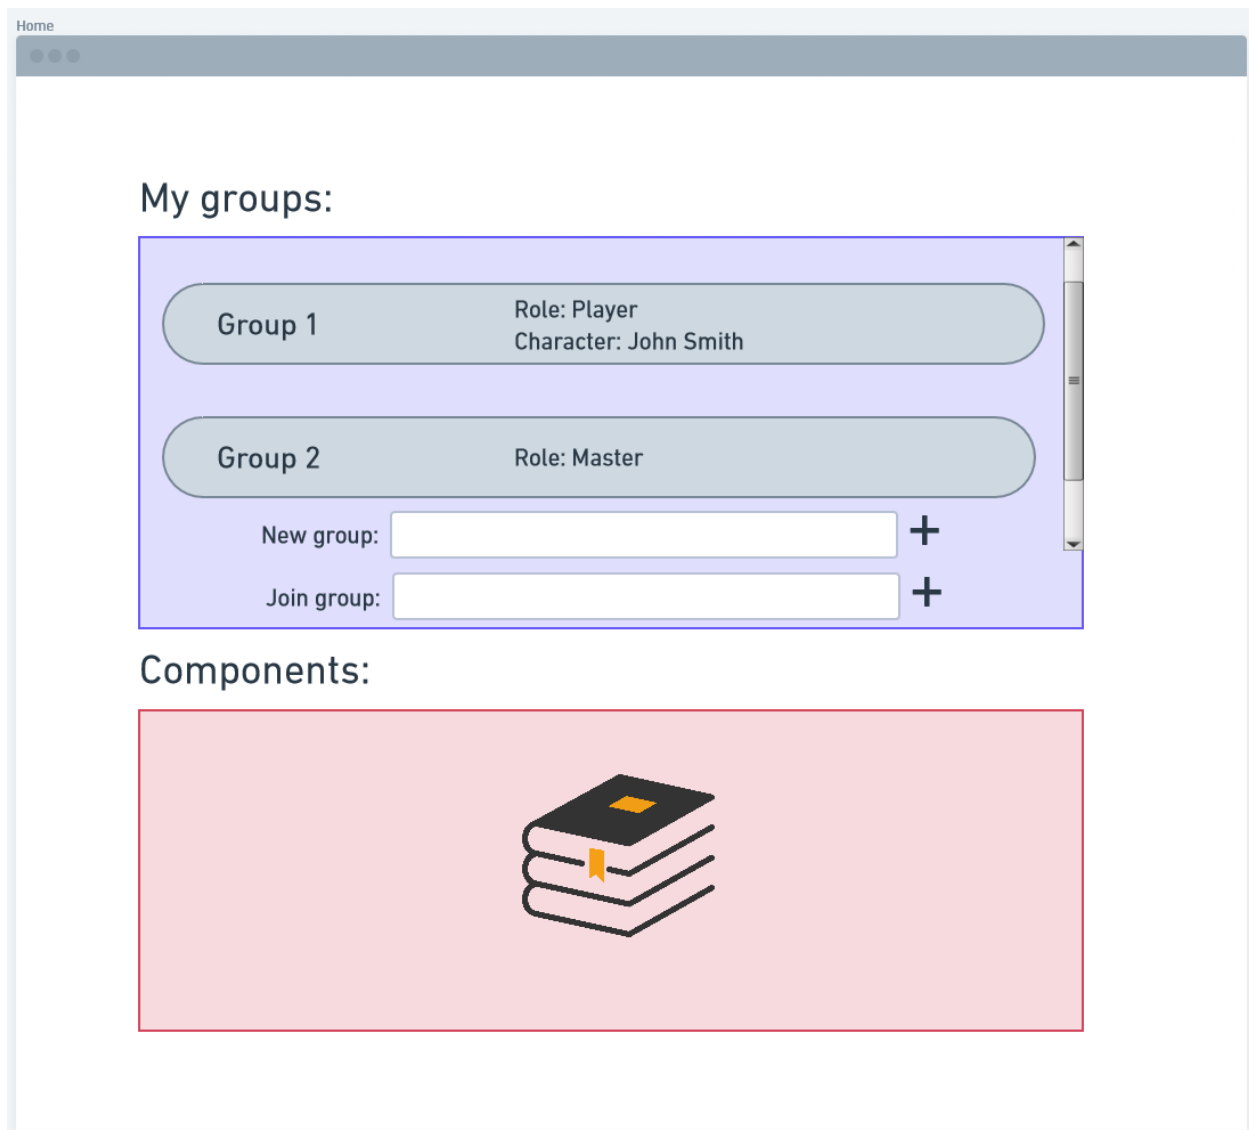 Home
My groups:
Group 1
Role: Player
Character: John Smith
Group 2
Role: Master
New group:
Join group:
Components: